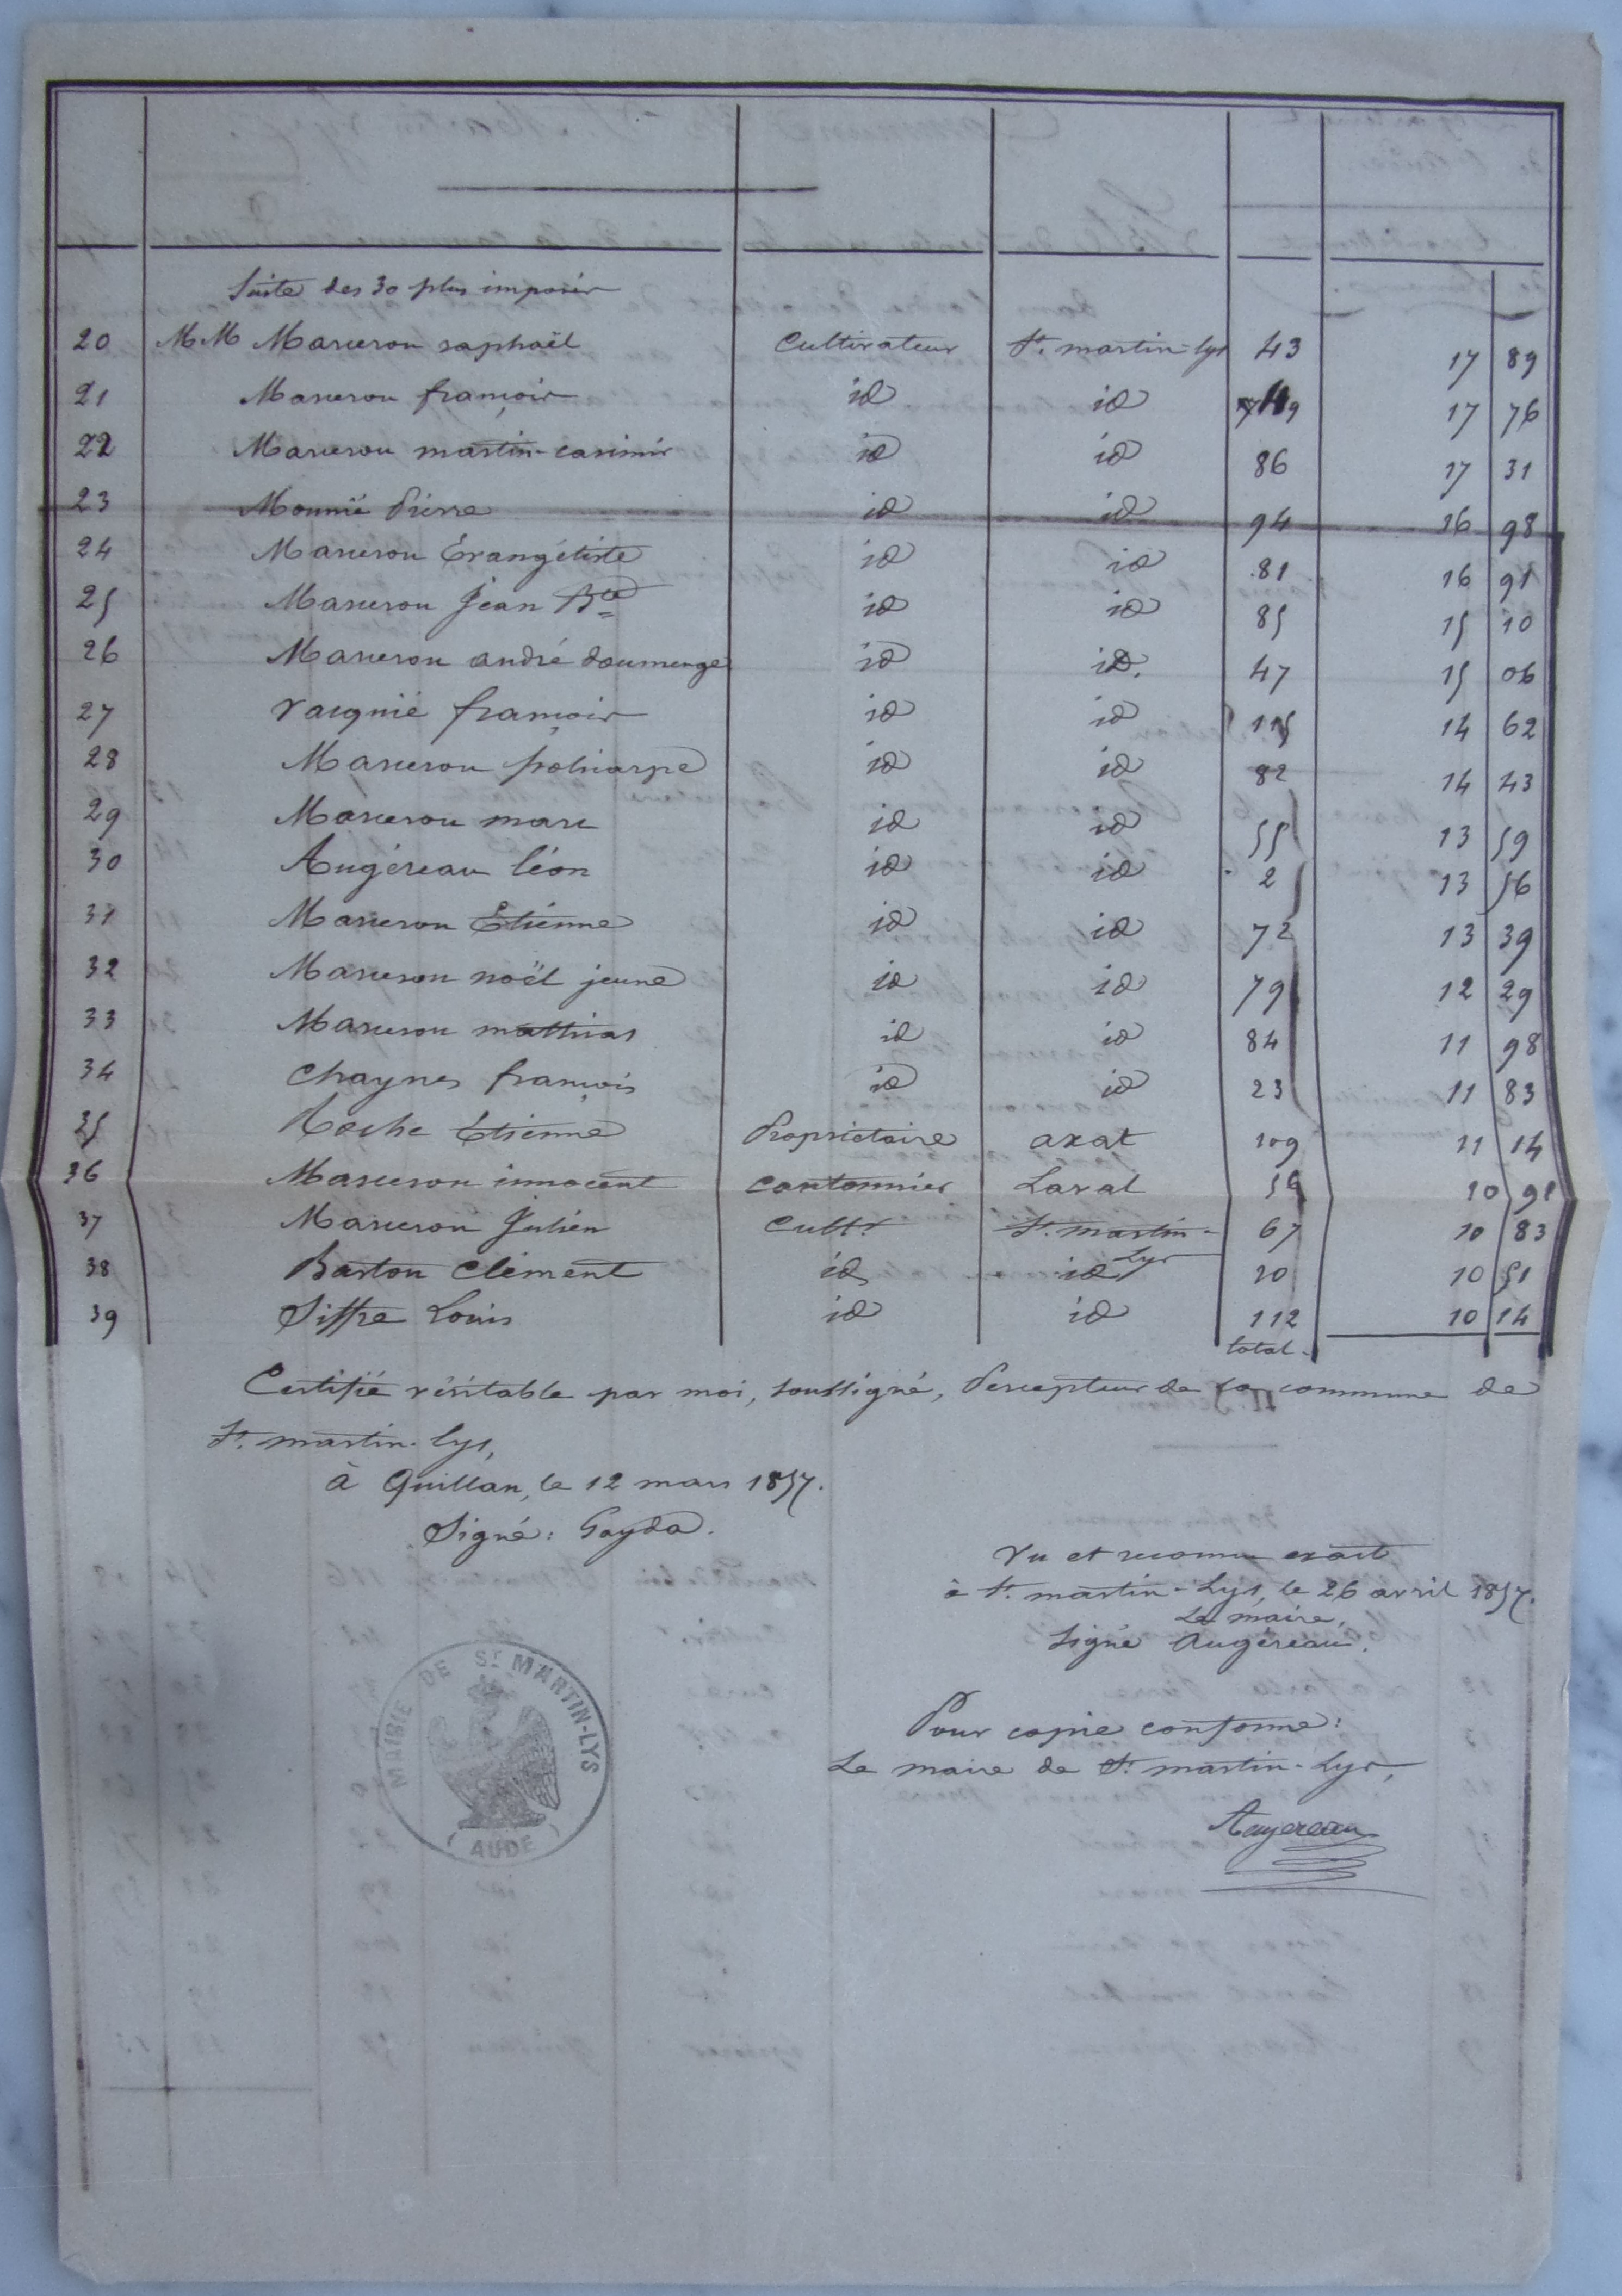 Suite des 30 plus imposés
20 MM Marceron raphaël Cultivateur St. martin-lys 43 17 89
21 Marceron françois id id 17 76
22 Marceron martin-casimir id id 86 17 31
23 Mounié Pierre id id 94 16 98
24 Marceron Évangéliste id id 81 16 91
25 Marceron Jean Bte id id 85 15 10
26 Marceron andré doumenge id id. 47 15 06
27 Vaignié françois id id 115 14 62
28 Marceron policarpe id id 82 14 43
29 Marceron marc id id 55 13 59
30 Augéreau léon id id 2 13 56
31 Marceron Etienne id id 72 13 39
32 Marceron noël jeune id id 79 12 29
33 Marceron mathias id id 84 11 98
34 Chaynes françois id id 23 11 83
35 Roche Etienne Propriétaire axat 109 11 14
36 Marceron innocent cantonnier Laval 10 91
37 Marceron Julien Cultr St. martin-lys 67 10 83
38 Barton Clément id id 20 10 51
39 Siffre Louis id id 112 10 14
total.
Certifié véritable par moi, soussigné, Percepteur de la commune de
St. martin-lys,
à Quillan, le 12 mars 1857.
Signé: Gayda.
Vu et reconnu exact
à St. martin-Lys, le 26 avril 1857.
Le maire,
signé Augéreau.
Pour copie conforme:
Le maire de St. martin-Lys,
Augereau
MAIRIE DE ST MARTIN-LYS
(AUDE)